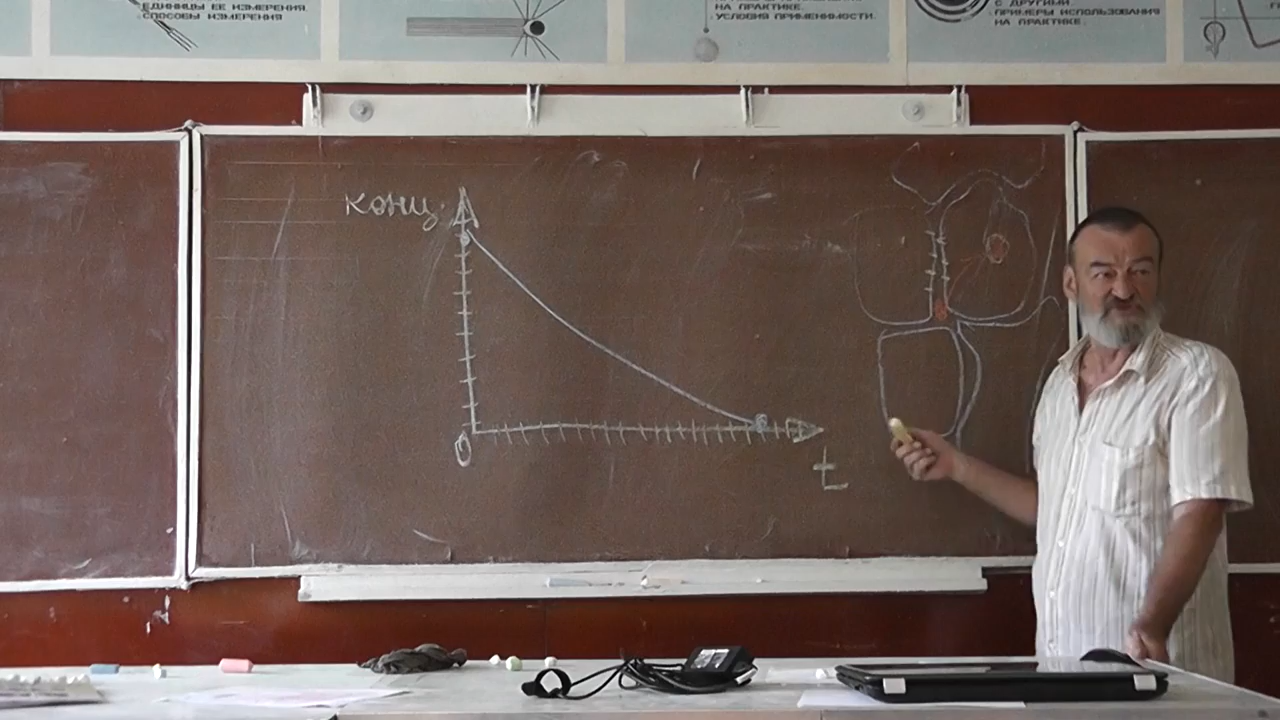 ЕДИНИЦЫ ЕЕ ИЗМЕРЕНИЯ.
СПОСОБЫ ИЗМЕРЕНИЯ
НА ПРАКТИКЕ.
УСЛОВИЯ ПРИМЕНИМОСТИ.
С ДРУГИМИ.
ПРИМЕРЫ ИСПОЛЬЗОВАНИЯ
НА ПРАКТИКЕ.
конц.
0
t